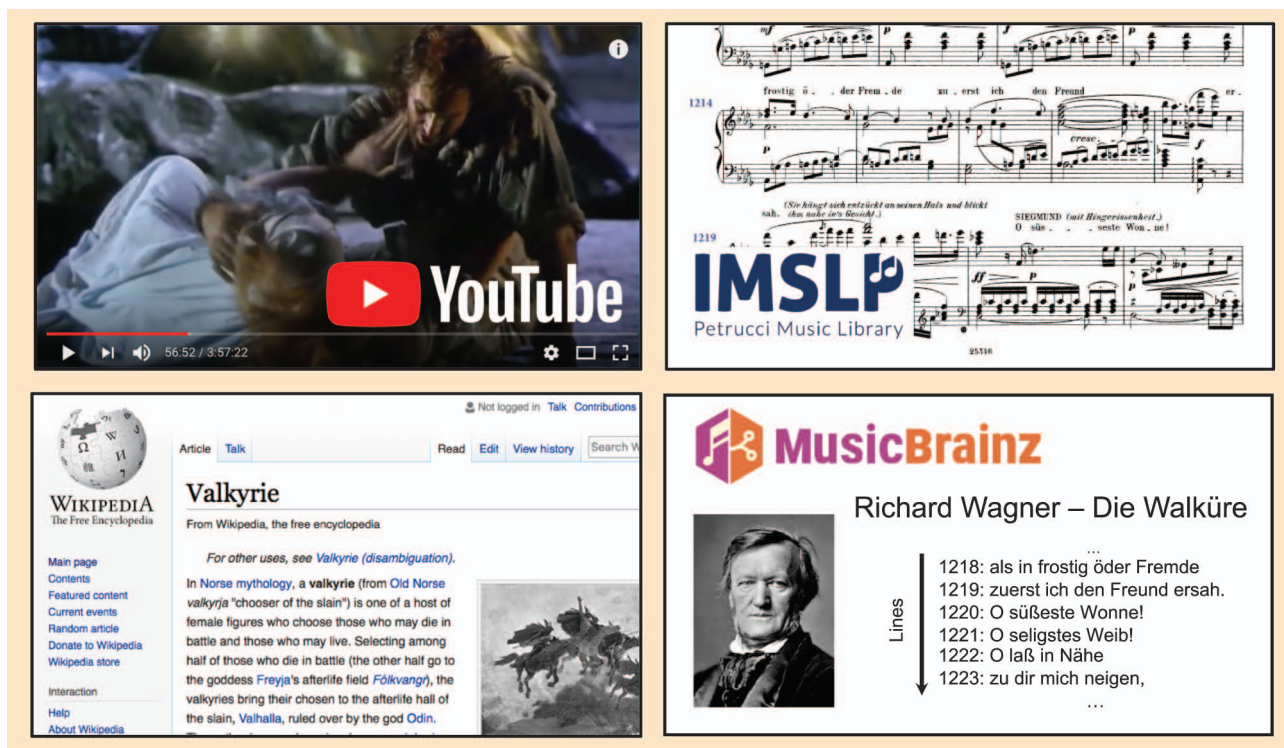 YouTube
56:52 / 3:57:22
mf p p
frostig ö - der Frem - de zu - erst ich den Freund er-
1214
p cresc. f
(Sie hängt sich entzückt an seinen Hals und blickt
sah. ihm nahe in's Gesicht.)
SIEGMUND (mit Hingerissenheit.)
O süs - - - seste Won - ne!
1219
ff p
IMSLP
Petrucci Music Library
25346
WIKIPEDIA
The Free Encyclopedia
Main page
Contents
Featured content
Current events
Random article
Donate to Wikipedia
Wikipedia store
Interaction
Help
About Wikipedia
Not logged in Talk Contributions
Article Talk Read Edit View history Search W
Valkyrie
From Wikipedia, the free encyclopedia
For other uses, see Valkyrie (disambiguation).
In Norse mythology, a valkyrie (from Old Norse
valkyrja "chooser of the slain") is one of a host of
female figures who choose those who may die in
battle and those who may live. Selecting among
half of those who die in battle (the other half go to
the goddess Freyja's afterlife field Fólkvangr), the
valkyries bring their chosen to the afterlife hall of
the slain, Valhalla, ruled over by the god Odin.
MusicBrainz
Richard Wagner – Die Walküre
Lines
...
1218: als in frostig öder Fremde
1219: zuerst ich den Freund ersah.
1220: O süßeste Wonne!
1221: O seligstes Weib!
1222: O laß in Nähe
1223: zu dir mich neigen,
...